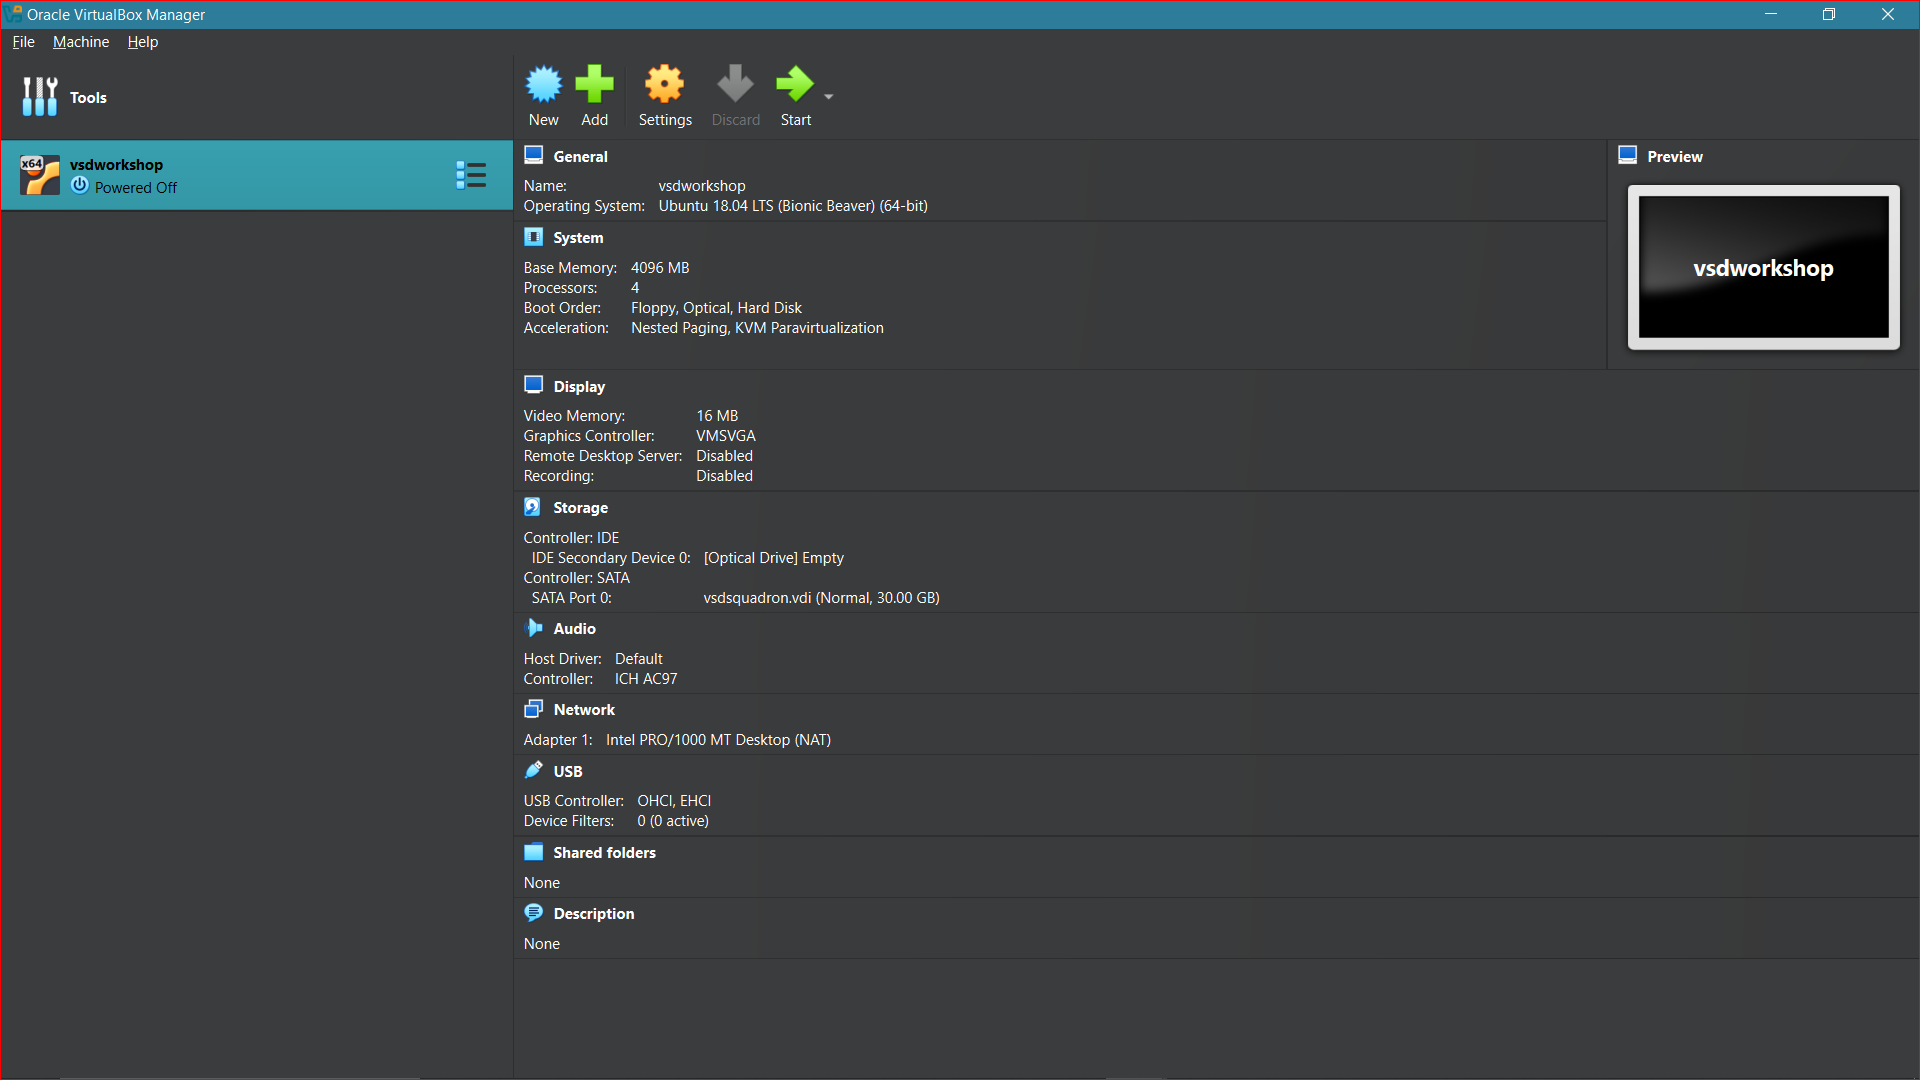 Oracle VirtualBox Manager
File Machine Help
Tools
New Add Settings Discard Start
x64 vsdworkshop
Powered Off
General
Name: vsdworkshop
Operating System: Ubuntu 18.04 LTS (Bionic Beaver) (64-bit)
Preview
vsdworkshop
System
Base Memory: 4096 MB
Processors: 4
Boot Order: Floppy, Optical, Hard Disk
Acceleration: Nested Paging, KVM Paravirtualization
Display
Video Memory: 16 MB
Graphics Controller: VMSVGA
Remote Desktop Server: Disabled
Recording: Disabled
Storage
Controller: IDE
IDE Secondary Device 0: [Optical Drive] Empty
Controller: SATA
SATA Port 0: vsdsquadron.vdi (Normal, 30.00 GB)
Audio
Host Driver: Default
Controller: ICH AC97
Network
Adapter 1: Intel PRO/1000 MT Desktop (NAT)
USB
USB Controller: OHCI, EHCI
Device Filters: 0 (0 active)
Shared folders
None
Description
None